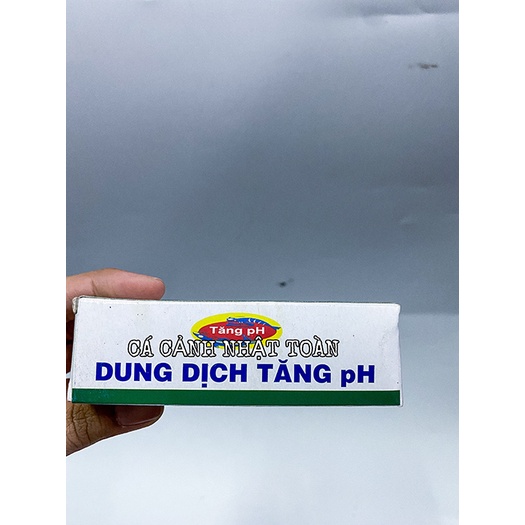 Tăng pH
CÁ CẢNH NHẬT TOÀN
DUNG DỊCH TĂNG pH